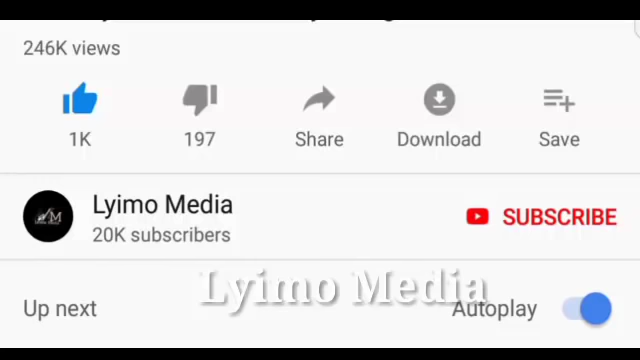 246K views
1K
197
Share
Download
Save
Lyimo Media
20K subscribers
SUBSCRIBE
Lyimo Media
Up next
Autoplay